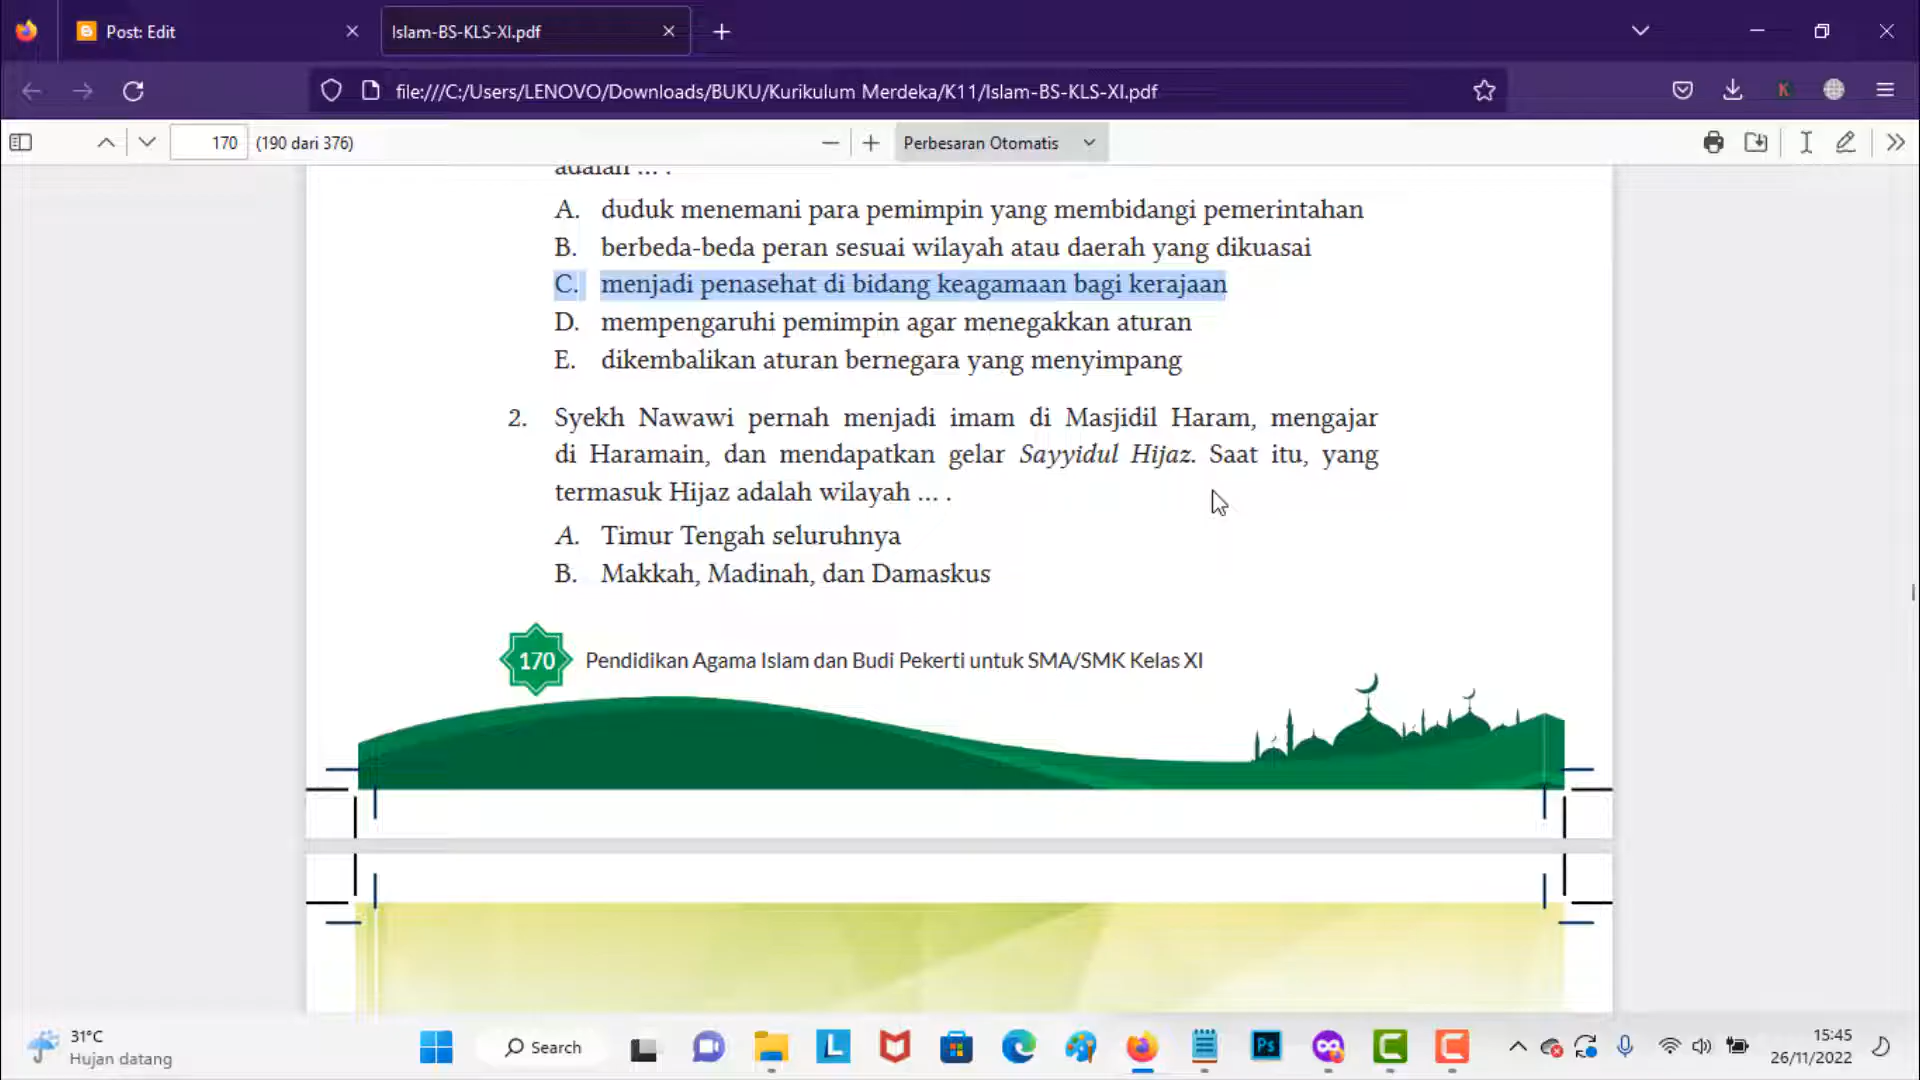 Post: Edit
Islam-BS-KLS-XI.pdf
file:///C:/Users/LENOVO/Downloads/BUKU/Kurikulum Merdeka/K11/Islam-BS-KLS-XI.pdf
170 (190 dari 376)
Perbesaran Otomatis
adalah ... .
A. duduk menemani para pemimpin yang membidangi pemerintahan
B. berbeda-beda peran sesuai wilayah atau daerah yang dikuasai
C. menjadi penasehat di bidang keagamaan bagi kerajaan
D. mempengaruhi pemimpin agar menegakkan aturan
E. dikembalikan aturan bernegara yang menyimpang
2. Syekh Nawawi pernah menjadi imam di Masjidil Haram, mengajar
di Haramain, dan mendapatkan gelar Sayyidul Hijaz. Saat itu, yang
termasuk Hijaz adalah wilayah ... .
A. Timur Tengah seluruhnya
B. Makkah, Madinah, dan Damaskus
170 Pendidikan Agama Islam dan Budi Pekerti untuk SMA/SMK Kelas XI
31°C
Hujan datang
Search
L
Ps
C
C
15:45
26/11/2022